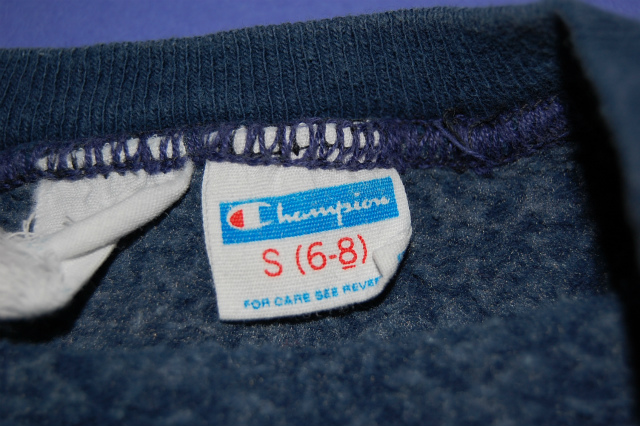 Champion
S (6-8)
FOR CARE SEE REVER